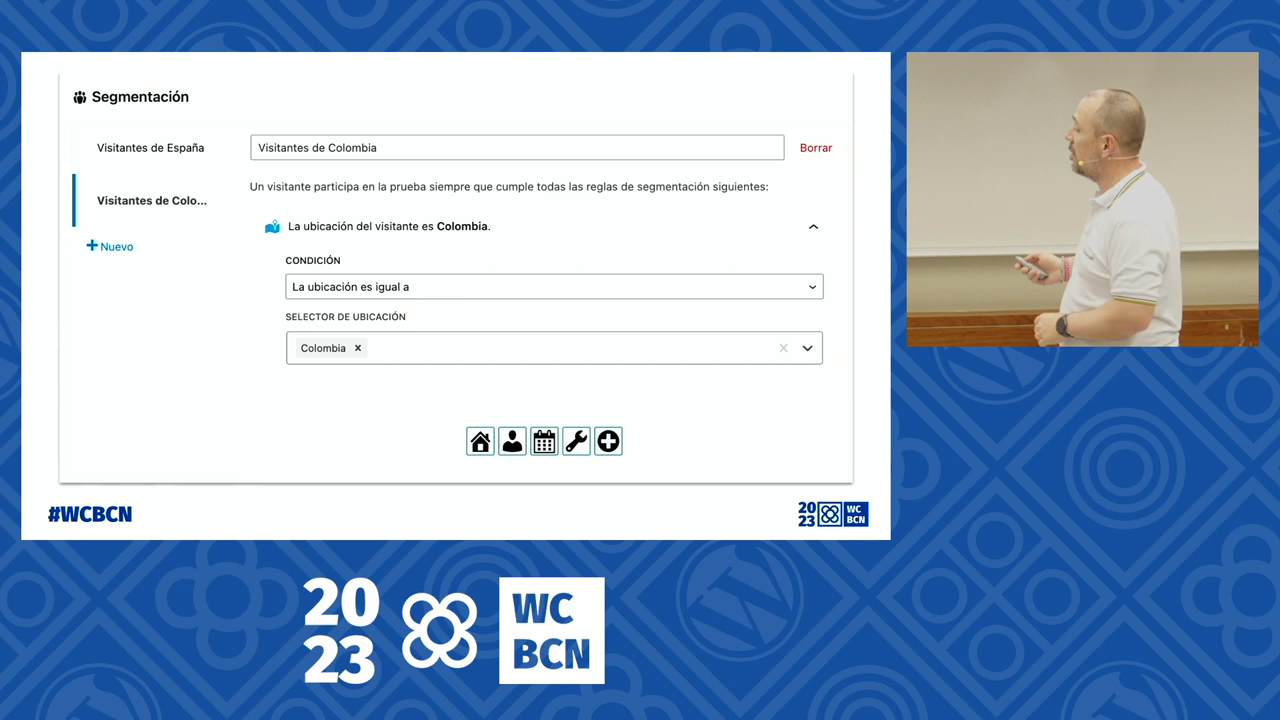 Segmentación
Visitantes de España
Visitantes de Colombia
Borrar
Un visitante participa en la prueba siempre que cumple todas las reglas de segmentación siguientes:
Visitantes de Colo...
La ubicación del visitante es Colombia.
Nuevo
CONDICIÓN
La ubicación es igual a
SELECTOR DE UBICACIÓN
Colombia
#WCBCN
20
23
WC
BCN
20
23
WC
BCN